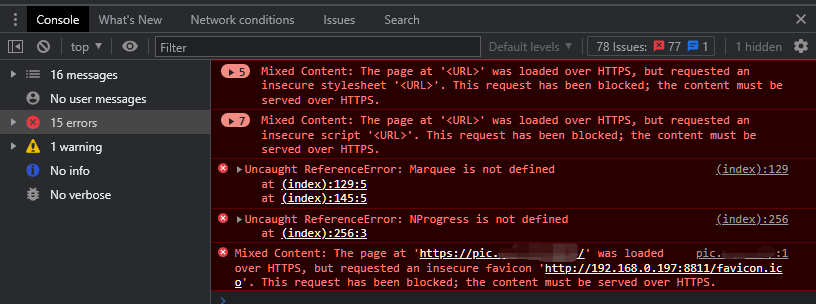 Console What's New Network conditions Issues Search
top Filter Default levels 78 Issues: 77 1 1 hidden
16 messages
No user messages
15 errors
1 warning
No info
No verbose
5 Mixed Content: The page at '<URL>' was loaded over HTTPS, but requested an
insecure stylesheet '<URL>'. This request has been blocked; the content must be
served over HTTPS.
7 Mixed Content: The page at '<URL>' was loaded over HTTPS, but requested an
insecure script '<URL>'. This request has been blocked; the content must be
served over HTTPS.
Uncaught ReferenceError: Marquee is not defined (index):129
at (index):129:5
at (index):145:5
Uncaught ReferenceError: NProgress is not defined (index):256
at (index):256:3
Mixed Content: The page at 'https://pic. /' was loaded pic. :1
over HTTPS, but requested an insecure favicon 'http://192.168.0.197:8811/favicon.ic
o'. This request has been blocked; the content must be served over HTTPS.